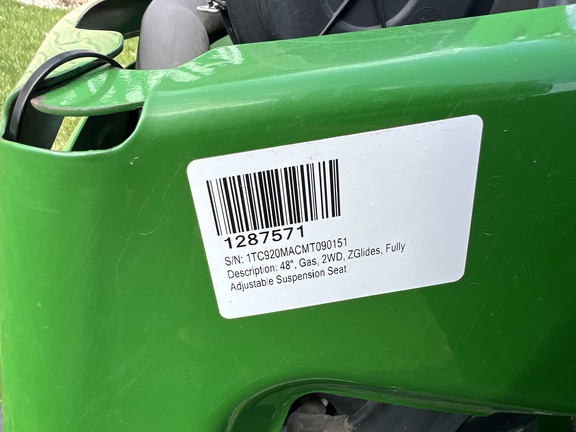 1287571
S/N: 1TC920MACMT090151
Description: 48", Gas, 2WD, ZGlides, Fully
Adjustable Suspension Seat